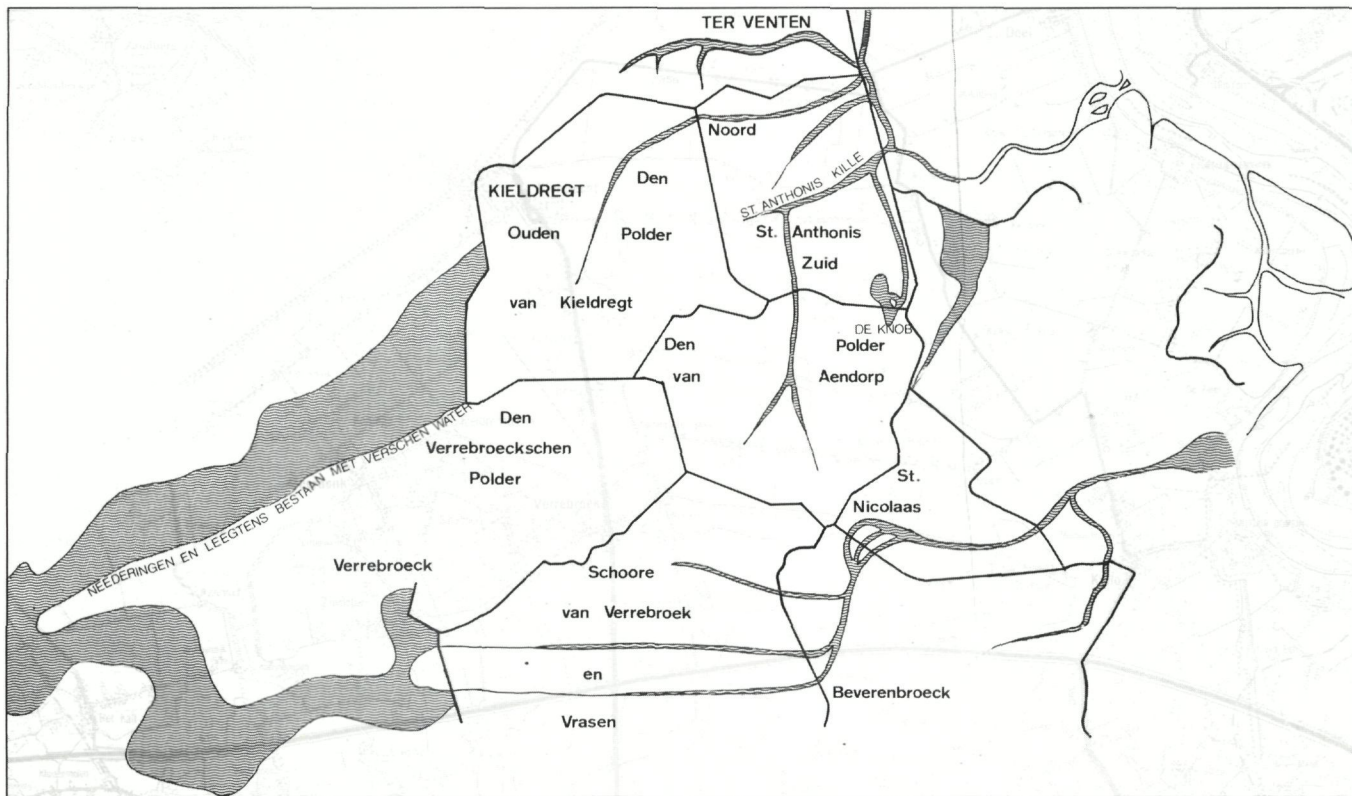 TER VENTEN
Noord
KIELDREGT
Den
Ouden
Polder
van Kieldregt
ST. ANTHONIS KILLE
St. Anthonis
Zuid
DE KNOB
Den
Polder
van
Aendorp
NEEDERINGEN EN LEEGTENS BESTAAN MET VERSCHEN WATER
Den
Verrebroeckschen
Polder
St.
Nicolaas
Verrebroeck
Schoore
van Verrebroek
en
Vrasen
Beverenbroeck